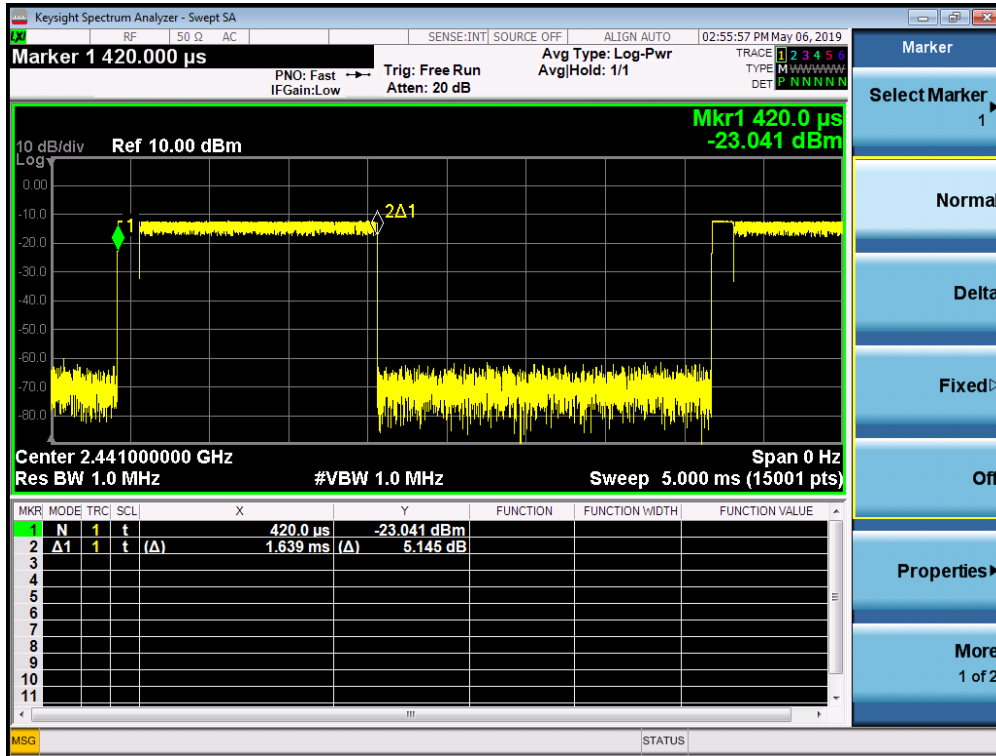 Keysight Spectrum Analyzer - Swept SA
LXI RF 50 Ω AC SENSE:INT SOURCE OFF ALIGN AUTO 02:55:57 PM May 06, 2019
Marker 1 420.000 µs
PNO: Fast
IFGain:Low
Trig: Free Run
Atten: 20 dB
Avg Type: Log-Pwr
Avg|Hold: 1/1
TRACE 1 2 3 4 5 6
TYPE M WWWWW
DET P N N N N N
Mkr1 420.0 µs
-23.041 dBm
10 dB/div Ref 10.00 dBm
Log
0.00
-10.0
-20.0
-30.0
-40.0
-50.0
-60.0
-70.0
-80.0
1
2Δ1
Center 2.441000000 GHz Span 0 Hz
Res BW 1.0 MHz #VBW 1.0 MHz Sweep 5.000 ms (15001 pts)
MKR MODE TRC SCL X Y FUNCTION FUNCTION WIDTH FUNCTION VALUE
1 N 1 t 420.0 µs -23.041 dBm
2 Δ1 1 t (Δ) 1.639 ms (Δ) 5.145 dB
3
4
5
6
7
8
9
10
11
MSG STATUS
Marker
Select Marker
1
Normal
Delta
Fixed
Off
Properties
More
1 of 2